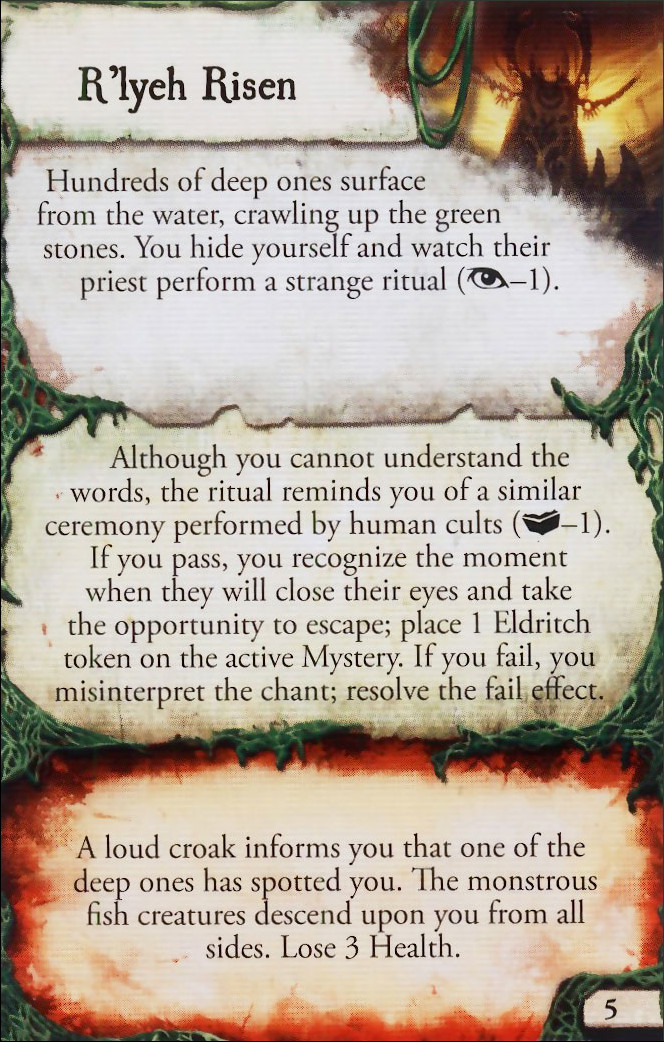 R'lyeh Risen
Hundreds of deep ones surface
from the water, crawling up the green
stones. You hide yourself and watch their
priest perform a strange ritual (–1).
Although you cannot understand the
words, the ritual reminds you of a similar
ceremony performed by human cults (–1).
If you pass, you recognize the moment
when they will close their eyes and take
the opportunity to escape; place 1 Eldritch
token on the active Mystery. If you fail, you
misinterpret the chant; resolve the fail effect.
A loud croak informs you that one of the
deep ones has spotted you. The monstrous
fish creatures descend upon you from all
sides. Lose 3 Health.
5